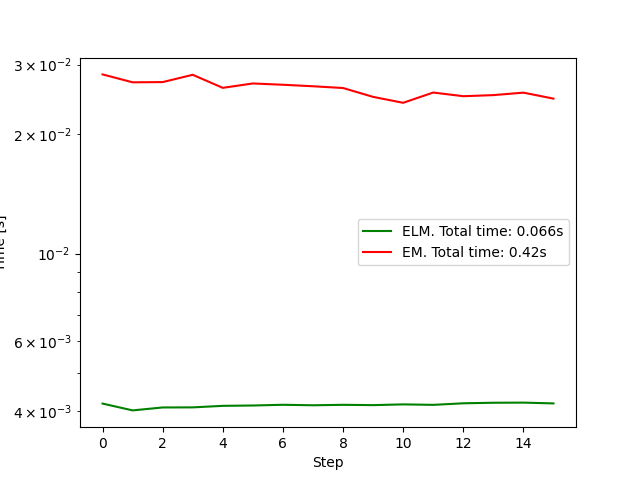 3 × 10⁻²
2 × 10⁻²
10⁻²
6 × 10⁻³
4 × 10⁻³
Time [s]
ELM. Total time: 0.066s
EM. Total time: 0.42s
0 2 4 6 8 10 12 14
Step